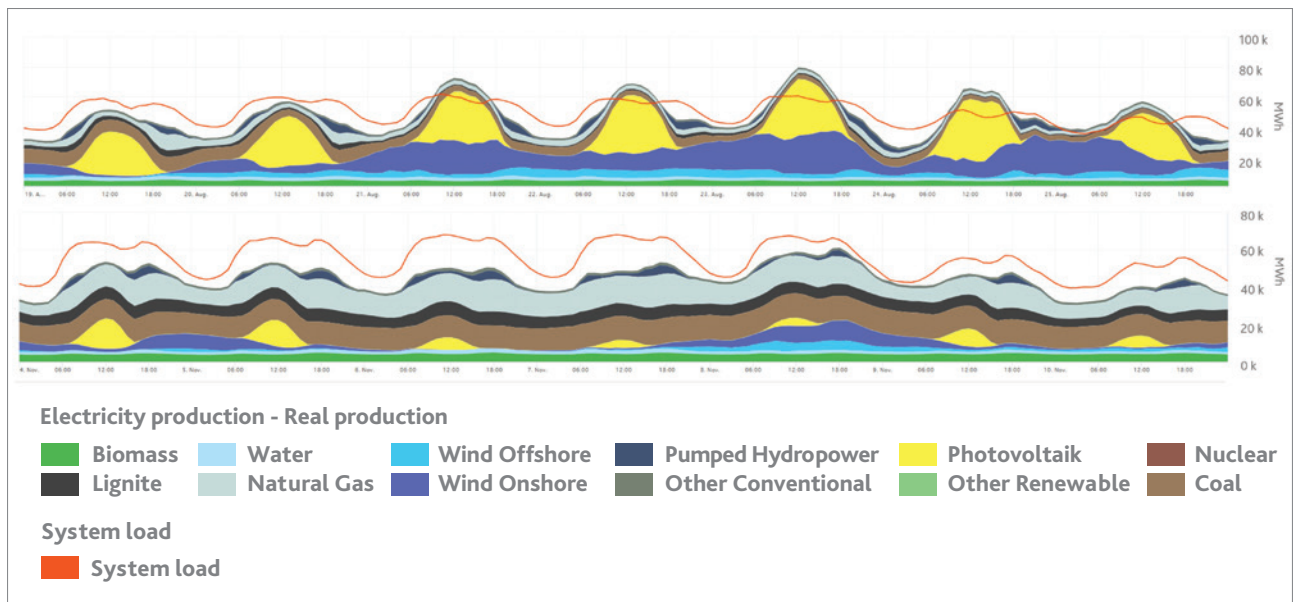 100 k
80 k
60 k
40 k
20 k
MWh
19. A... 06:00 12:00 18:00 20. Aug. 06:00 12:00 18:00 21. Aug. 06:00 12:00 18:00 22. Aug. 06:00 12:00 18:00 23. Aug. 06:00 12:00 18:00 24. Aug. 06:00 12:00 18:00 25. Aug. 06:00 12:00 18:00
80 k
60 k
40 k
20 k
0 k
MWh
4. Nov. 06:00 12:00 18:00 5. Nov. 06:00 12:00 18:00 6. Nov. 06:00 12:00 18:00 7. Nov. 06:00 12:00 18:00 8. Nov. 06:00 12:00 18:00 9. Nov. 06:00 12:00 18:00 10. Nov. 06:00 12:00 18:00
Electricity production - Real production
Biomass Water Wind Offshore Pumped Hydropower Photovoltaik Nuclear
Lignite Natural Gas Wind Onshore Other Conventional Other Renewable Coal
System load
System load